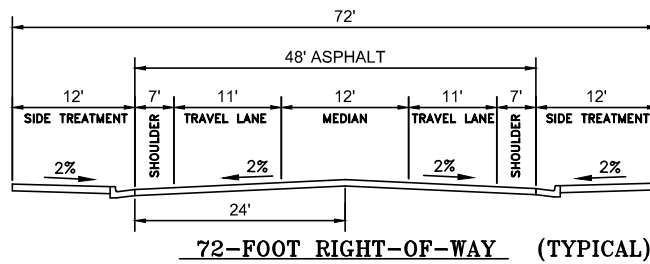 72'
48' ASPHALT
12' 7' 11' 12' 11' 7' 12'
SIDE TREATMENT SHOULDER TRAVEL LANE MEDIAN TRAVEL LANE SHOULDER SIDE TREATMENT
2% 2% 2% 2%
24'
72-FOOT RIGHT-OF-WAY (TYPICAL)